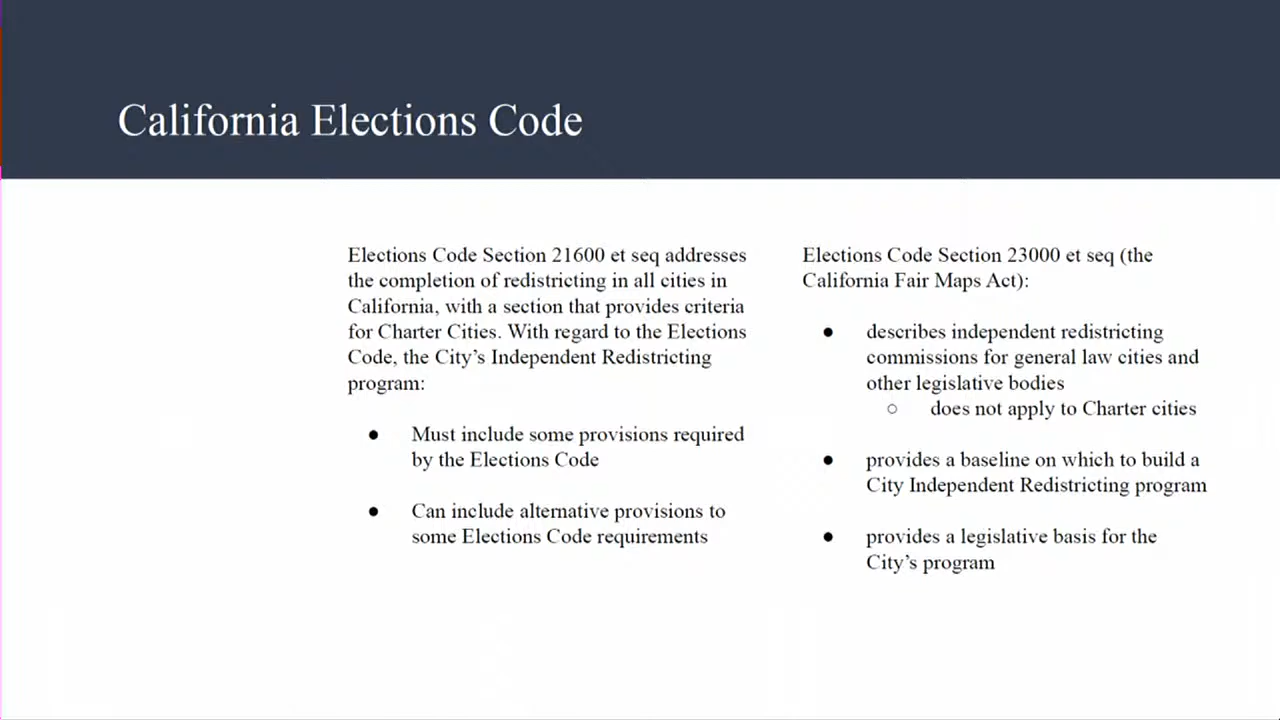 California Elections Code
Elections Code Section 21600 et seq addresses
the completion of redistricting in all cities in
California, with a section that provides criteria
for Charter Cities. With regard to the Elections
Code, the City's Independent Redistricting
program:
● Must include some provisions required
by the Elections Code
● Can include alternative provisions to
some Elections Code requirements
Elections Code Section 23000 et seq (the
California Fair Maps Act):
● describes independent redistricting
commissions for general law cities and
other legislative bodies
○ does not apply to Charter cities
● provides a baseline on which to build a
City Independent Redistricting program
● provides a legislative basis for the
City's program